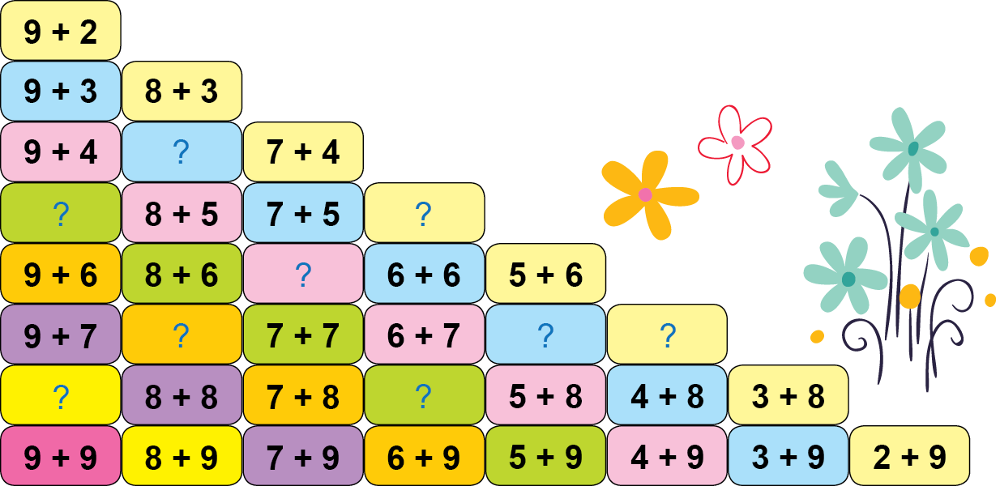 9 + 2
9 + 3 8 + 3
9 + 4 ? 7 + 4
? 8 + 5 7 + 5 ?
9 + 6 8 + 6 ? 6 + 6 5 + 6
9 + 7 ? 7 + 7 6 + 7 ? ?
? 8 + 8 7 + 8 ? 5 + 8 4 + 8 3 + 8
9 + 9 8 + 9 7 + 9 6 + 9 5 + 9 4 + 9 3 + 9 2 + 9